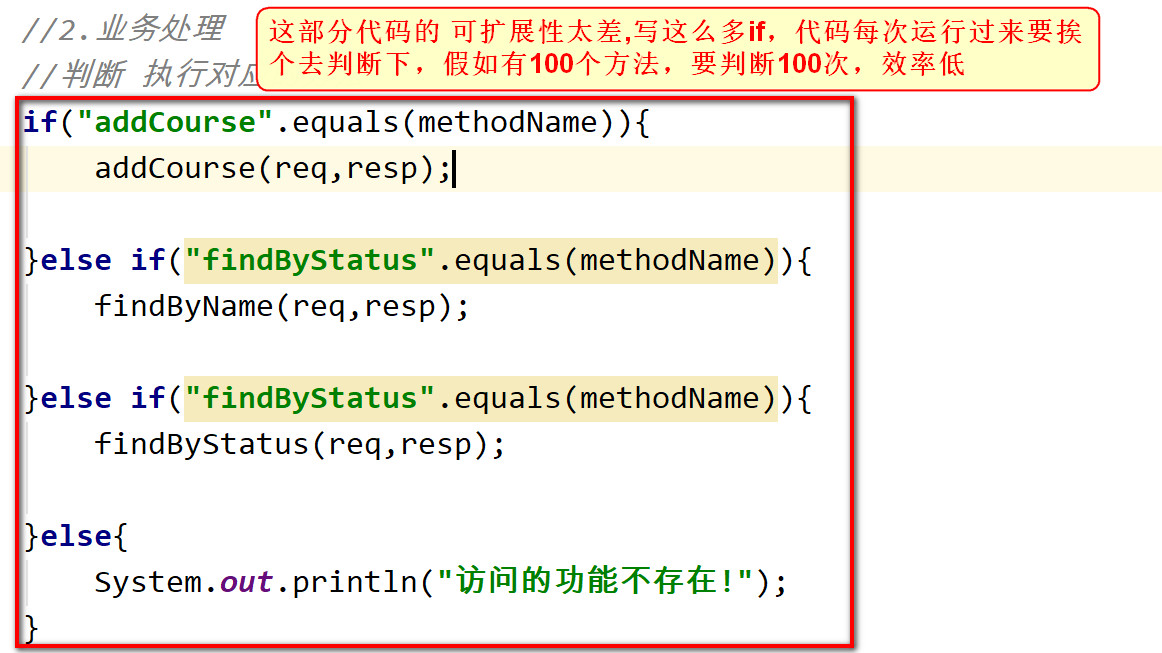 //2.业务处理
这部分代码的 可扩展性太差,写这么多if，代码每次运行过来要挨
个去判断下，假如有100个方法，要判断100次，效率低
//判断 执行对应
if("addCourse".equals(methodName)){
addCourse(req,resp);
}else if("findByStatus".equals(methodName)){
findByName(req,resp);
}else if("findByStatus".equals(methodName)){
findByStatus(req,resp);
}else{
System.out.println("访问的功能不存在!");
}